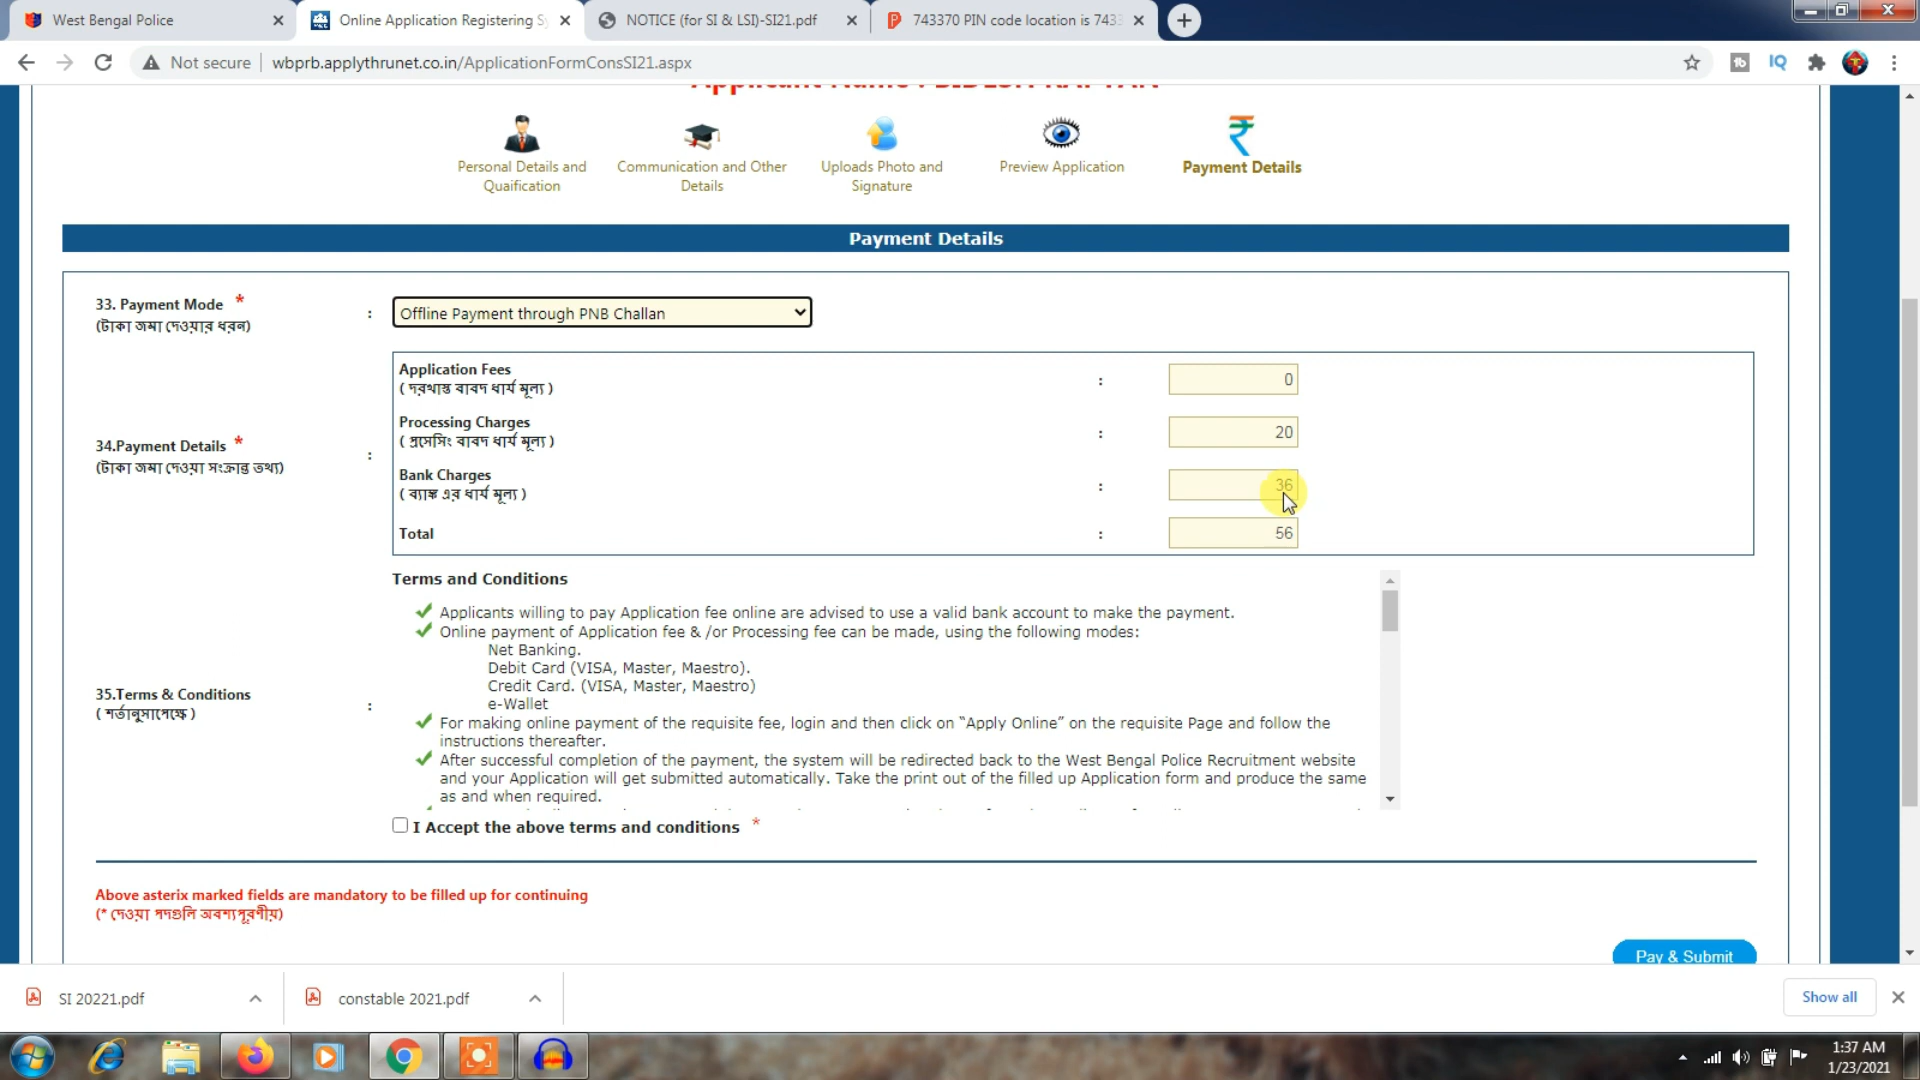 West Bengal Police
Online Application Registering Sy
NOTICE (for SI & LSI)-SI21.pdf
743370 PIN code location is 7433
Not secure
wbprb.applythrunet.co.in/ApplicationFormConsSI21.aspx
IQ
Personal Details and
Quaification
Communication and Other
Details
Uploads Photo and
Signature
Preview Application
Payment Details
Payment Details
33. Payment Mode *
(টাকা জমা দেওয়ার ধরন)
:
Offline Payment through PNB Challan
34.Payment Details *
(টাকা জমা দেওয়া সংক্রান্ত তথ্য)
:
Application Fees
( দরখাস্ত বাবদ ধার্য মূল্য )
: 0
Processing Charges
( প্রসেসিং বাবদ ধার্য মূল্য )
: 20
Bank Charges
( ব্যাঙ্ক এর ধার্য মূল্য )
: 36
Total : 56
35.Terms & Conditions
( শর্তানুসাপেক্ষে )
:
Terms and Conditions
Applicants willing to pay Application fee online are advised to use a valid bank account to make the payment.
Online payment of Application fee & /or Processing fee can be made, using the following modes:
Net Banking.
Debit Card (VISA, Master, Maestro).
Credit Card. (VISA, Master, Maestro)
e-Wallet
For making online payment of the requisite fee, login and then click on “Apply Online” on the requisite Page and follow the
instructions thereafter.
After successful completion of the payment, the system will be redirected back to the West Bengal Police Recruitment website
and your Application will get submitted automatically. Take the print out of the filled up Application form and produce the same
as and when required.
I Accept the above terms and conditions *
Above asterix marked fields are mandatory to be filled up for continuing
(* দেওয়া পদগুলি অবশ্যপূরণীয়)
Pay & Submit
SI 20221.pdf
constable 2021.pdf
Show all
1:37 AM
1/23/2021